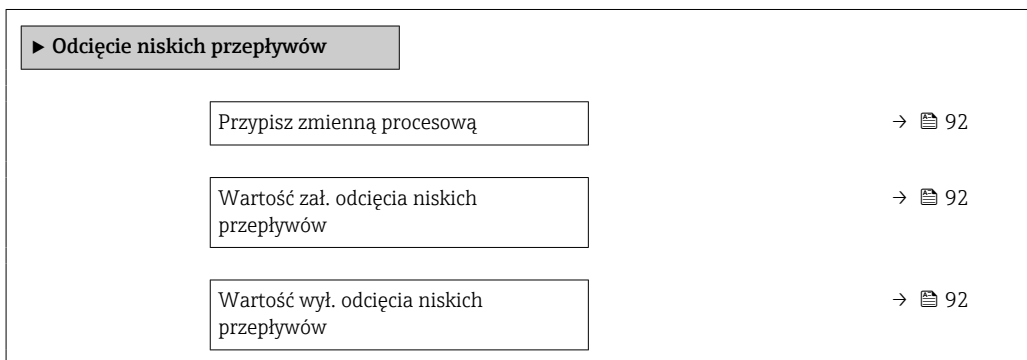 ▶ Odcięcie niskich przepływów
Przypisz zmienną procesową → 92
Wartość zał. odcięcia niskich → 92
przepływów
Wartość wył. odcięcia niskich → 92
przepływów